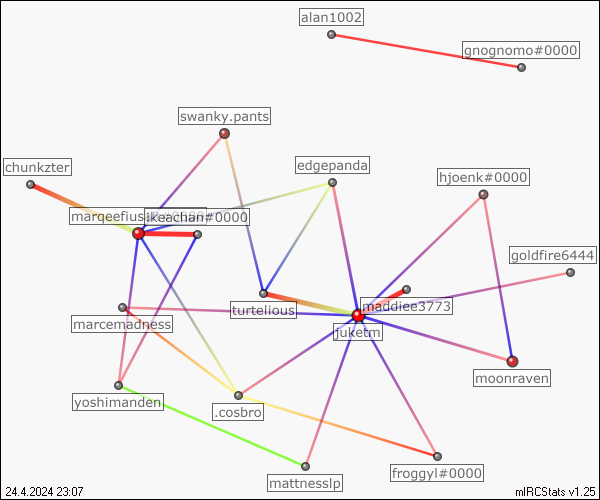 alan1002
gnognomo#0000
swanky.pants
chunkzter
edgepanda
hjoenk#0000
ikeachan#0000
goldfire6444
turtelious
maddiee3773
marcemadness
juketm
moonraven
yoshimanden
.cosbro
froggyl#0000
mattnesslp
24.4.2024 23:07
mIRCStats v1.25